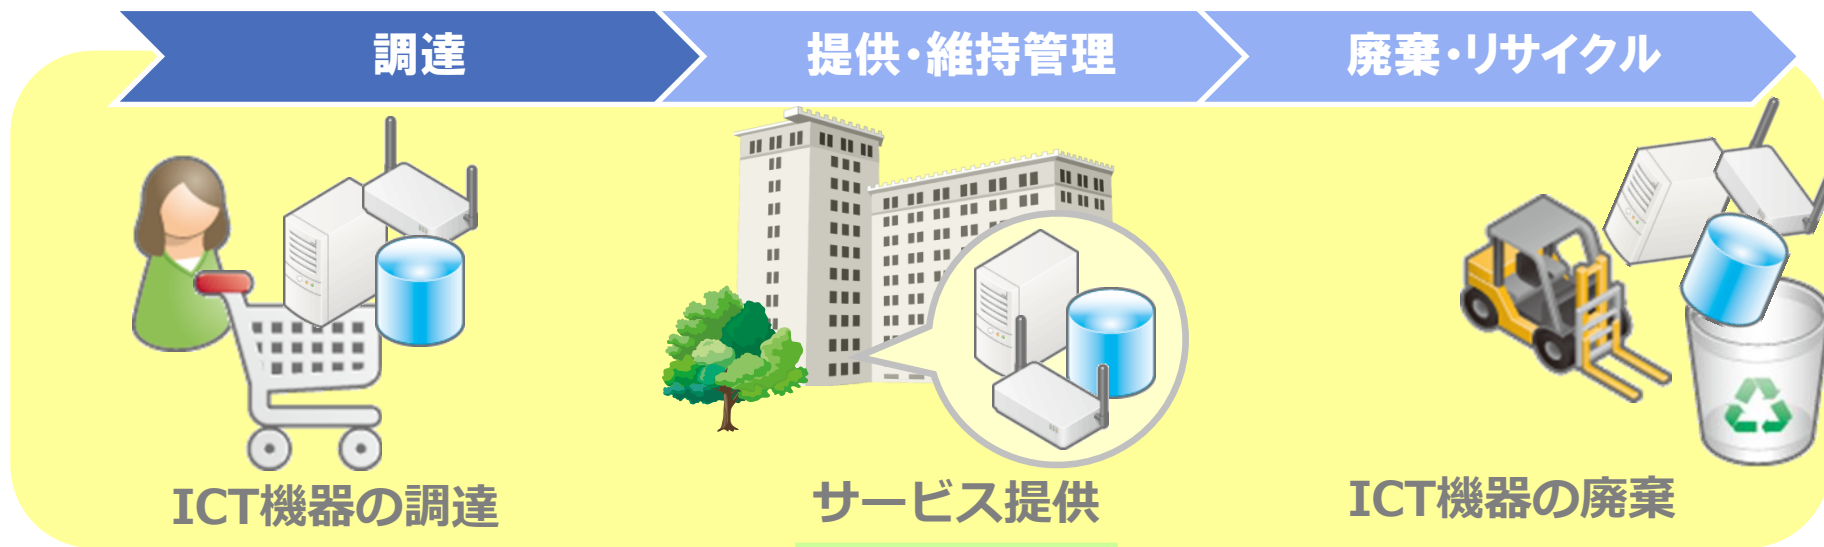 調達
提供・維持管理
廃棄・リサイクル
ICT機器の調達
サービス提供
ICT機器の廃棄